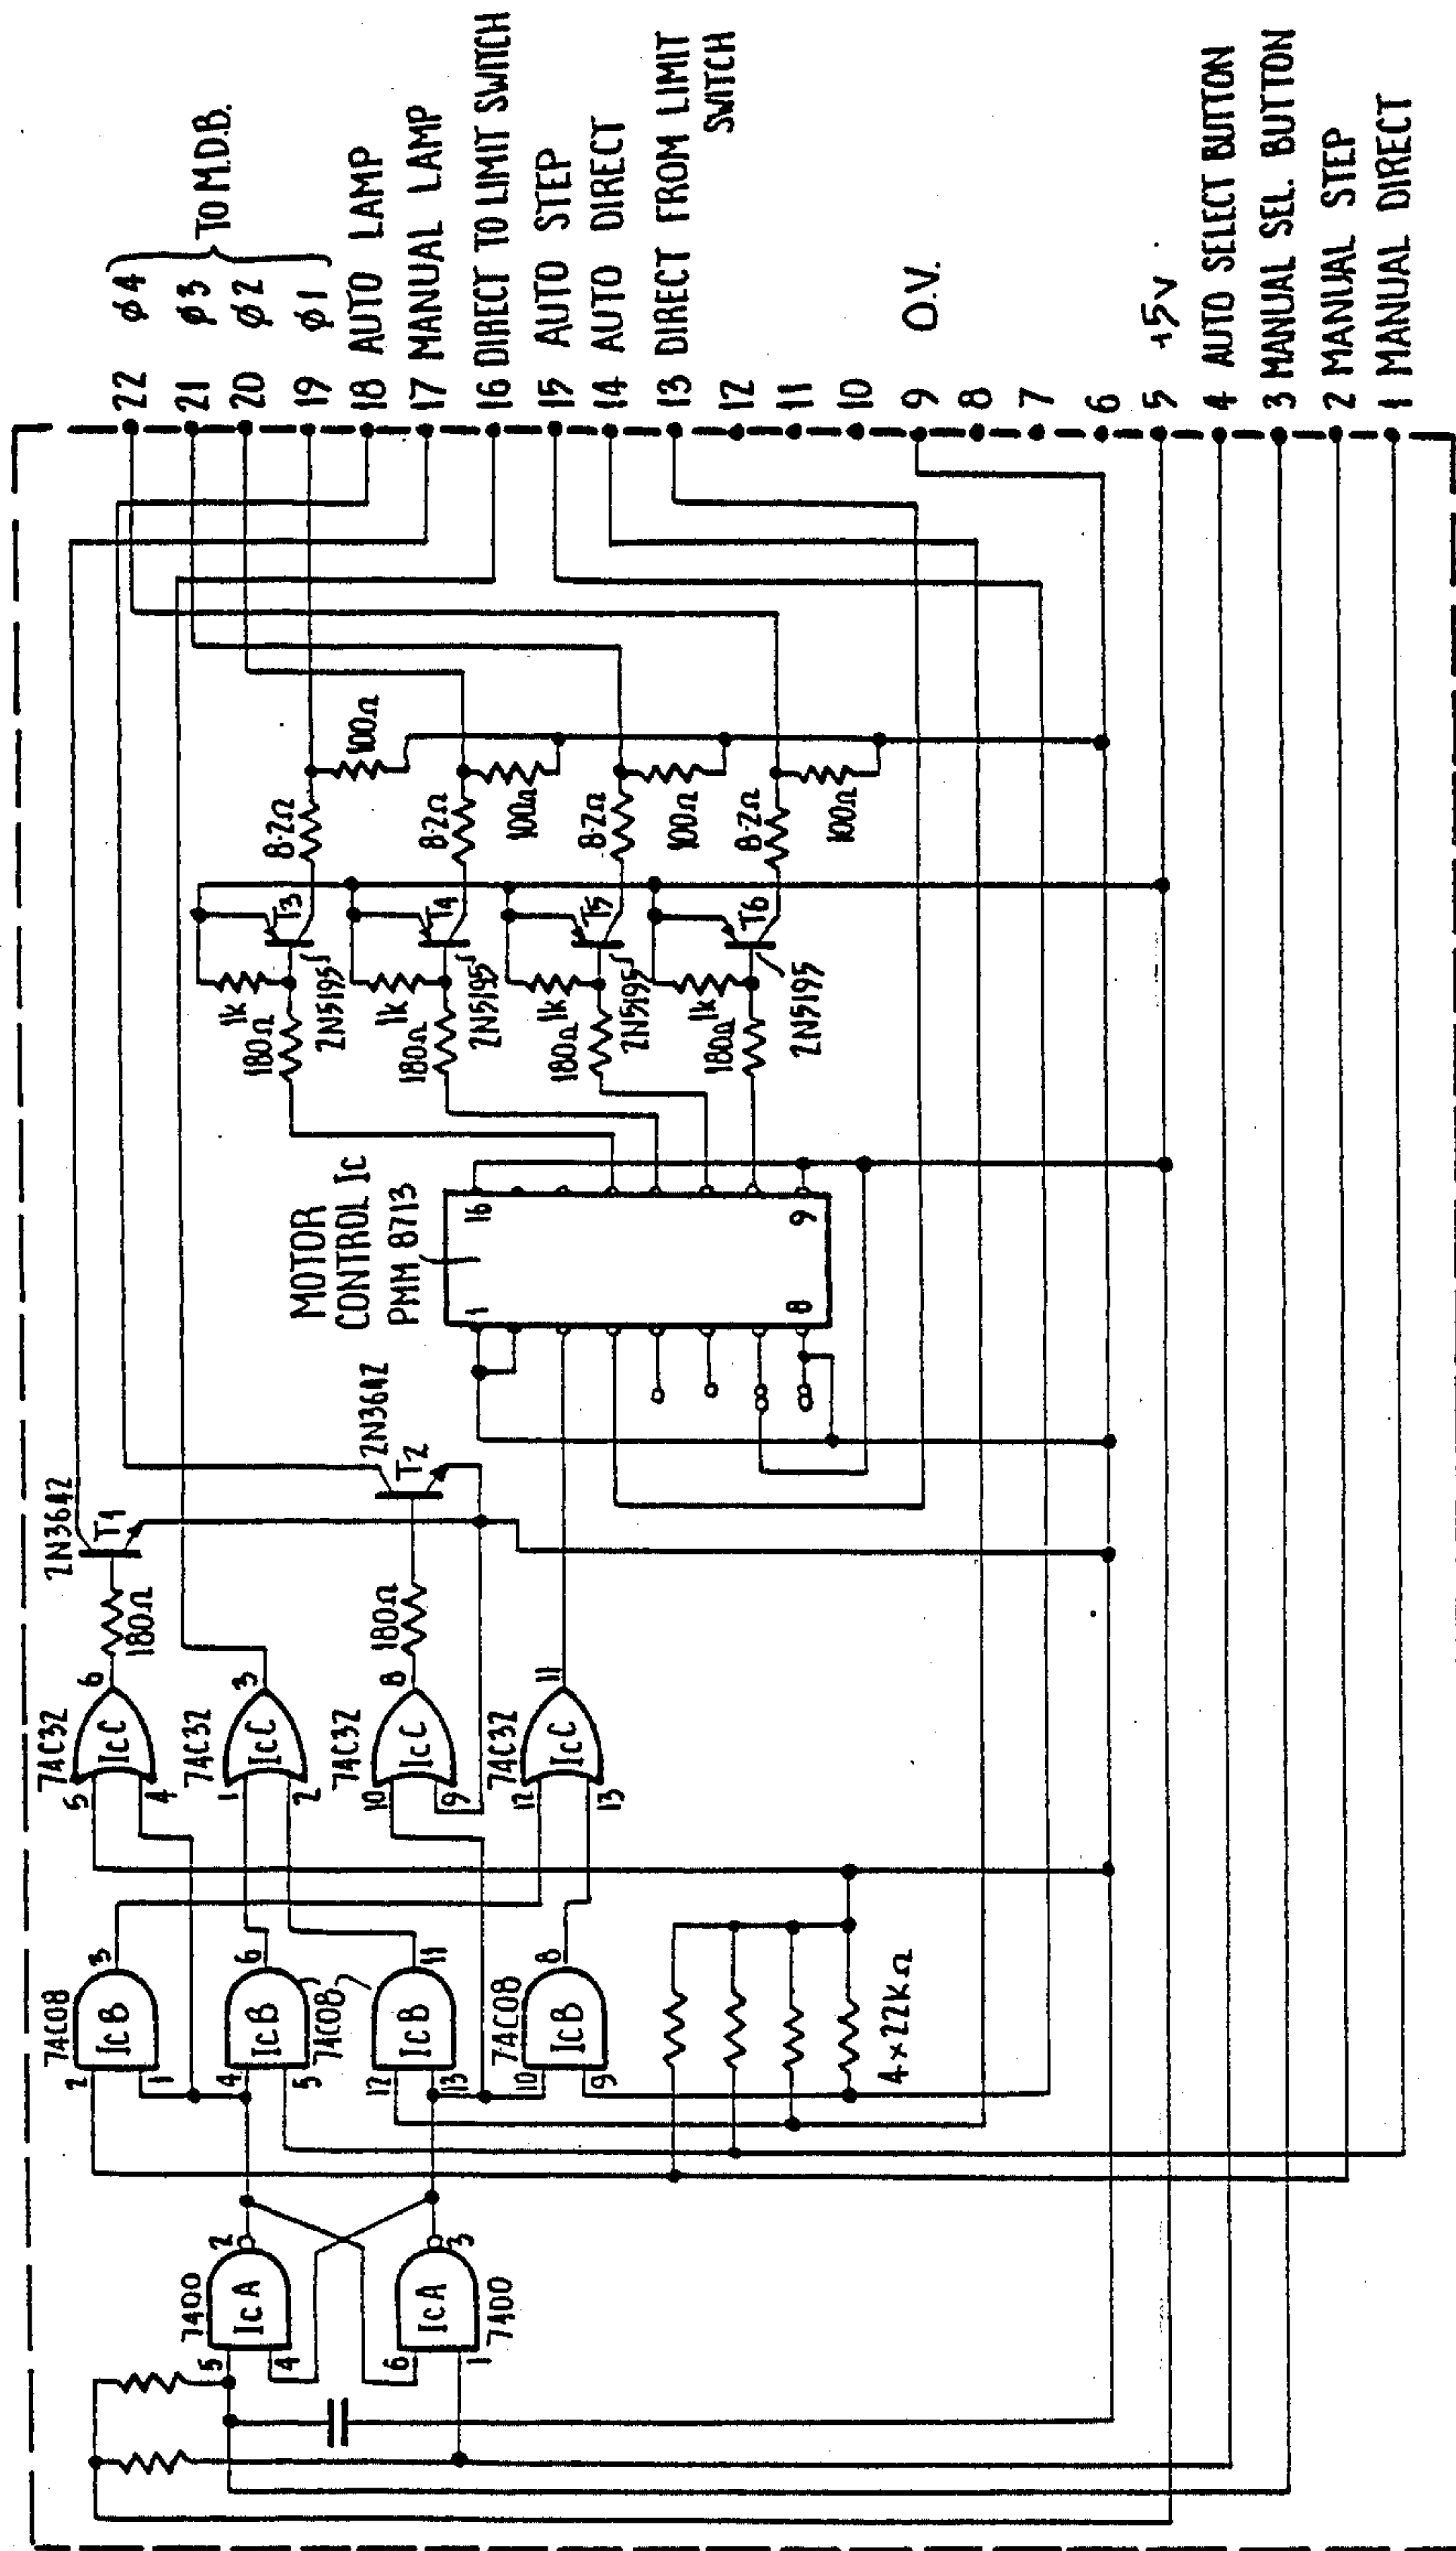 22 ϕ4
21 ϕ3
20 ϕ2
19 ϕ1
TO M.D.B.
18 AUTO LAMP
17 MANUAL LAMP
16 DIRECT TO LIMIT SWITCH
15 AUTO STEP
14 AUTO DIRECT
13 DIRECT FROM LIMIT
SWITCH
12
11
10
9 O.V.
8
7
6
5 +5V
4 AUTO SELECT BUTTON
3 MANUAL SEL. BUTTON
2 MANUAL STEP
1 MANUAL DIRECT
7400
IcA
5
4
2
IcA
6
1
3
7400
74C08
IcB
2
1
3
IcB
4
5
6
74C08
IcB
12
13
11
74C08
IcB
10
9
8
4 x 22kΩ
74C32
IcC
5
4
6
74C32
IcC
1
2
3
74C32
IcC
10
9
8
74C32
IcC
12
13
11
180Ω
2N3642
T1
180Ω
2N3642
T2
MOTOR
CONTROL Ic
PMM 8713
1
8
16
9
1k
180Ω
2N5195
T3
8·2Ω
100Ω
1k
180Ω
2N5195
T4
8·2Ω
100Ω
1k
180Ω
2N5195
T5
8·2Ω
100Ω
1k
180Ω
2N5195
T6
8·2Ω
100Ω